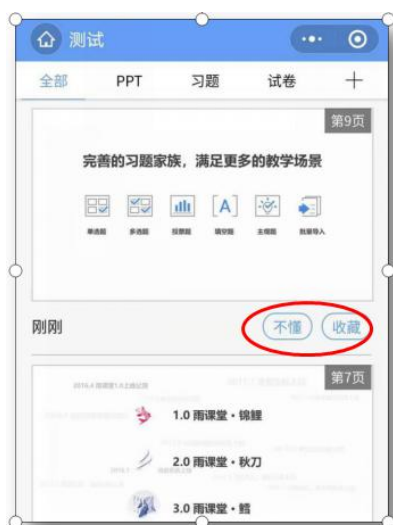 测试
全部 PPT 习题 试卷 +
第9页
完善的习题家族，满足更多的教学场景
[A]
单选题 多选题 投票题 填空题 主观题 批量导入
刚刚 不懂 收藏
第7页
1.0 雨课堂·锦鲤
2.0 雨课堂·秋刀
3.0 雨课堂·鳕